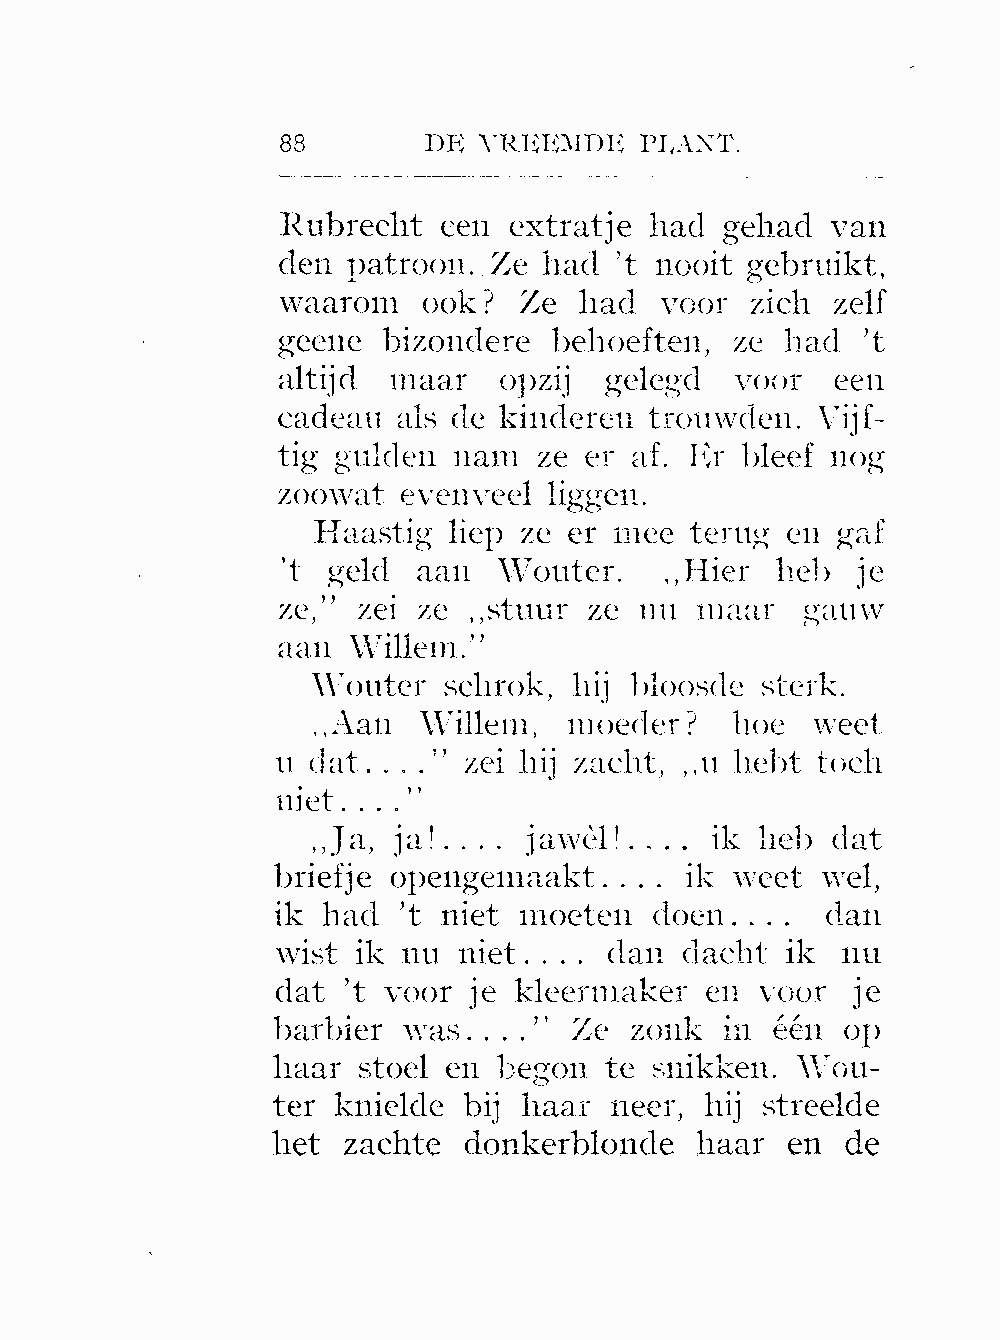 88 DE VREEMDE PLANT.
Rubrecht een extratje had gehad van
den patroon. Ze had 't nooit gebruikt,
waarom ook? Ze had voor zich zelf
geene bizondere behoeften, ze had 't
altijd maar opzij gelegd voor een
cadeau als de kinderen trouwden. Vijf-
tig gulden nam ze er af. Er bleef nog
zoowat evenveel liggen.
Haastig liep ze er mee terug en gaf
't geld aan Wouter. „Hier heb je
ze,” zei ze „stuur ze nu maar gauw
aan Willem.”
Wouter schrok, hij bloosde sterk.
„Aan Willem, moeder? hoe weet
u dat....” zei hij zacht, „u hebt toch
niet....”
„Ja, ja!.... jawèl!.... ik heb dat
briefje opengemaakt.... ik weet wel,
ik had 't niet moeten doen.... dan
wist ik nu niet.... dan dacht ik nu
dat 't voor je kleermaker en voor je
barbier was....” Ze zonk in één op
haar stoel en begon te snikken. Wou-
ter knielde bij haar neer, hij streelde
het zachte donkerblonde haar en de